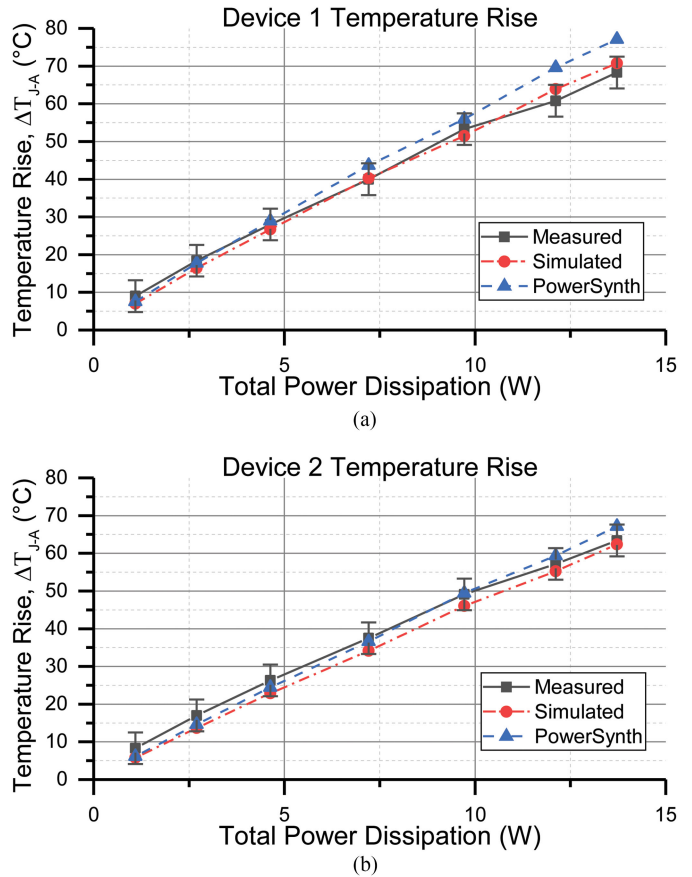 Device 1 Temperature Rise
Temperature Rise, ΔT_J-A (°C)
80
70
60
50
40
30
20
10
0
Measured
Simulated
PowerSynth
0 5 10 15
Total Power Dissipation (W)
(a)
Device 2 Temperature Rise
Temperature Rise, ΔT_J-A (°C)
80
70
60
50
40
30
20
10
0
Measured
Simulated
PowerSynth
0 5 10 15
Total Power Dissipation (W)
(b)